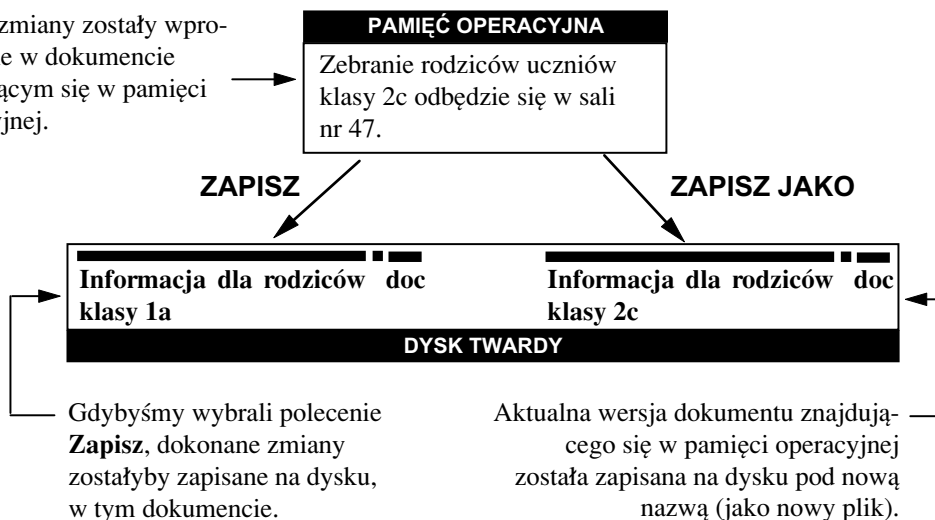 zmiany zostały wpro-
w dokumencie
się w pamięci
PAMIĘĆ OPERACYJNA
Zebranie rodziców uczniów
klasy 2c odbędzie się w sali
nr 47.
ZAPISZ
ZAPISZ JAKO
Informacja dla rodziców doc
klasy 1a
Informacja dla rodziców doc
klasy 2c
DYSK TWARDY
Gdybyśmy wybrali polecenie
Zapisz, dokonane zmiany
zostałyby zapisane na dysku,
w tym dokumencie.
Aktualna wersja dokumentu znajdują-
cego się w pamięci operacyjnej
została zapisana na dysku pod nową
nazwą (jako nowy plik).